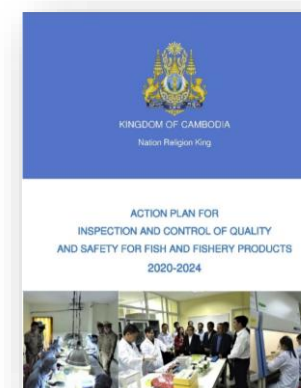 KINGDOM OF CAMBODIA
Nation Religion King
ACTION PLAN FOR
INSPECTION AND CONTROL OF QUALITY
AND SAFETY FOR FISH AND FISHERY PRODUCTS
2020-2024